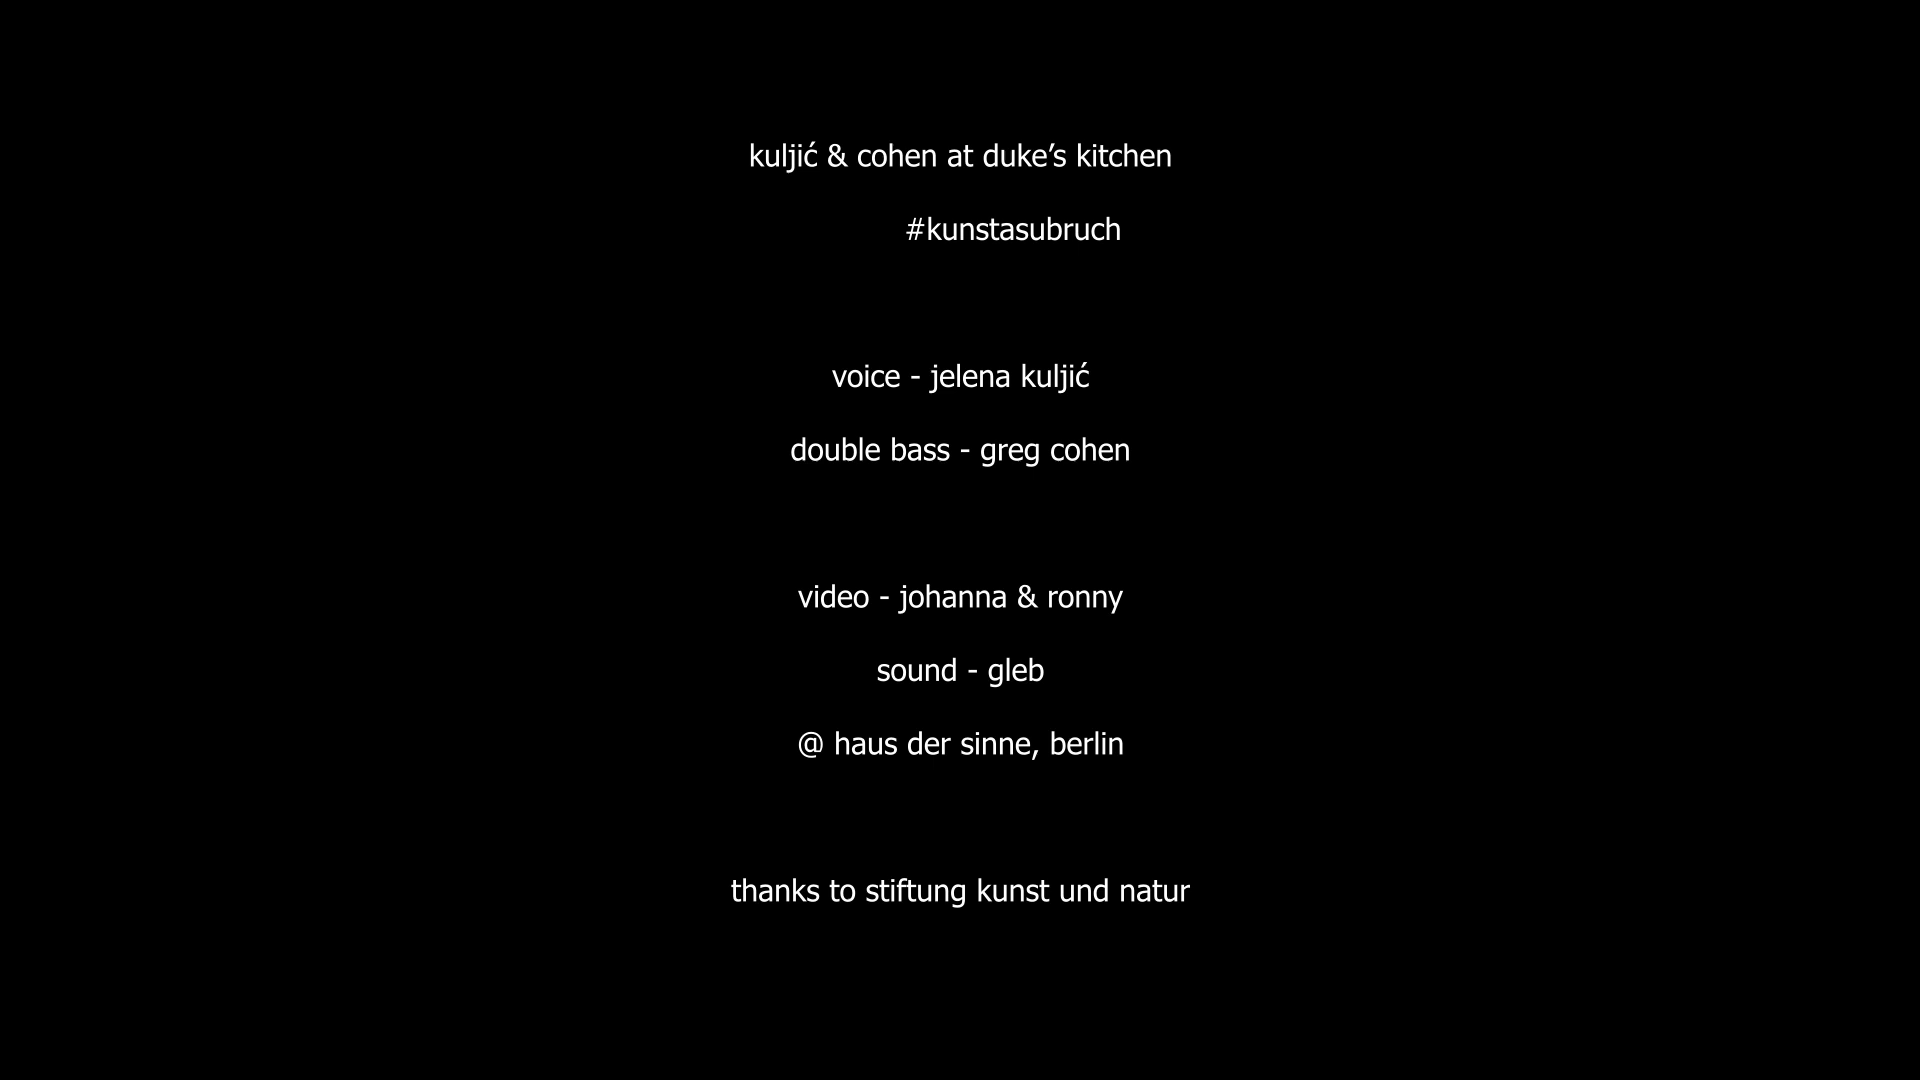 kuljić & cohen at duke’s kitchen
#kunstasubruch
voice - jelena kuljić
double bass - greg cohen
video - johanna & ronny
sound - gleb
@ haus der sinne, berlin
thanks to stiftung kunst und natur